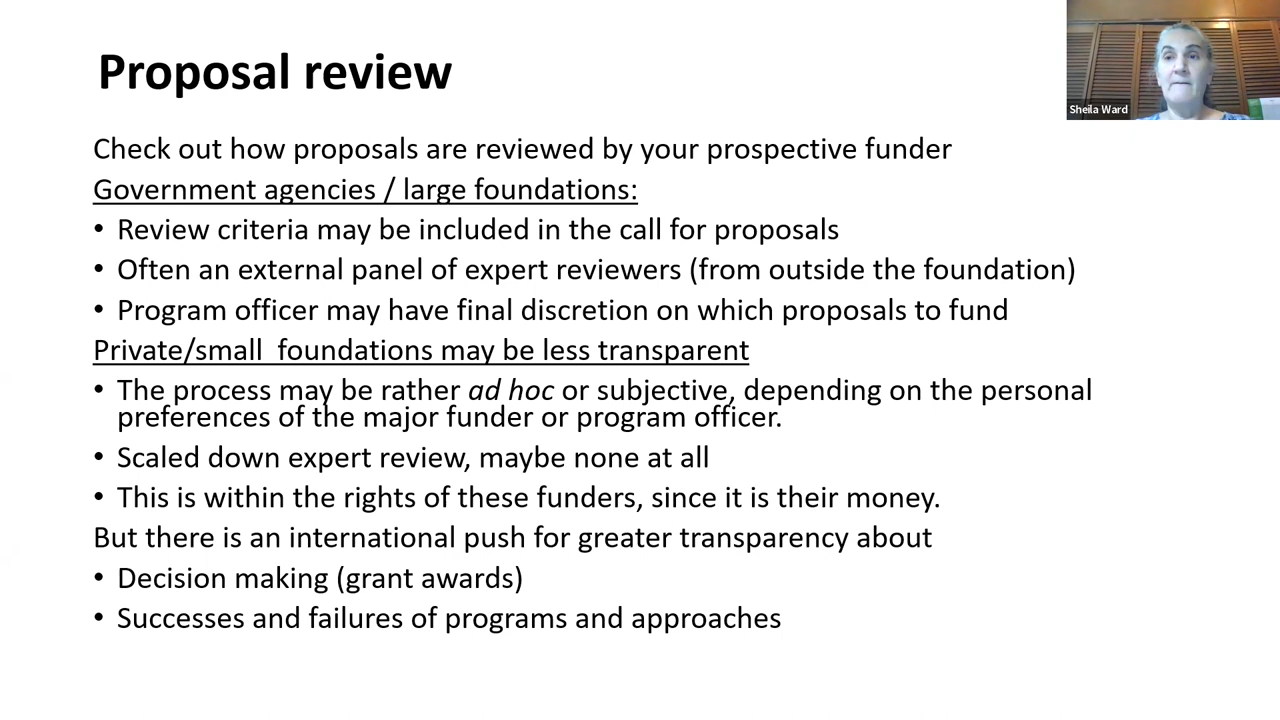 Proposal review
Sheila Ward
Check out how proposals are reviewed by your prospective funder
Government agencies / large foundations:
• Review criteria may be included in the call for proposals
• Often an external panel of expert reviewers (from outside the foundation)
• Program officer may have final discretion on which proposals to fund
Private/small  foundations may be less transparent
• The process may be rather ad hoc or subjective, depending on the personal
preferences of the major funder or program officer.
• Scaled down expert review, maybe none at all
• This is within the rights of these funders, since it is their money.
But there is an international push for greater transparency about
• Decision making (grant awards)
• Successes and failures of programs and approaches